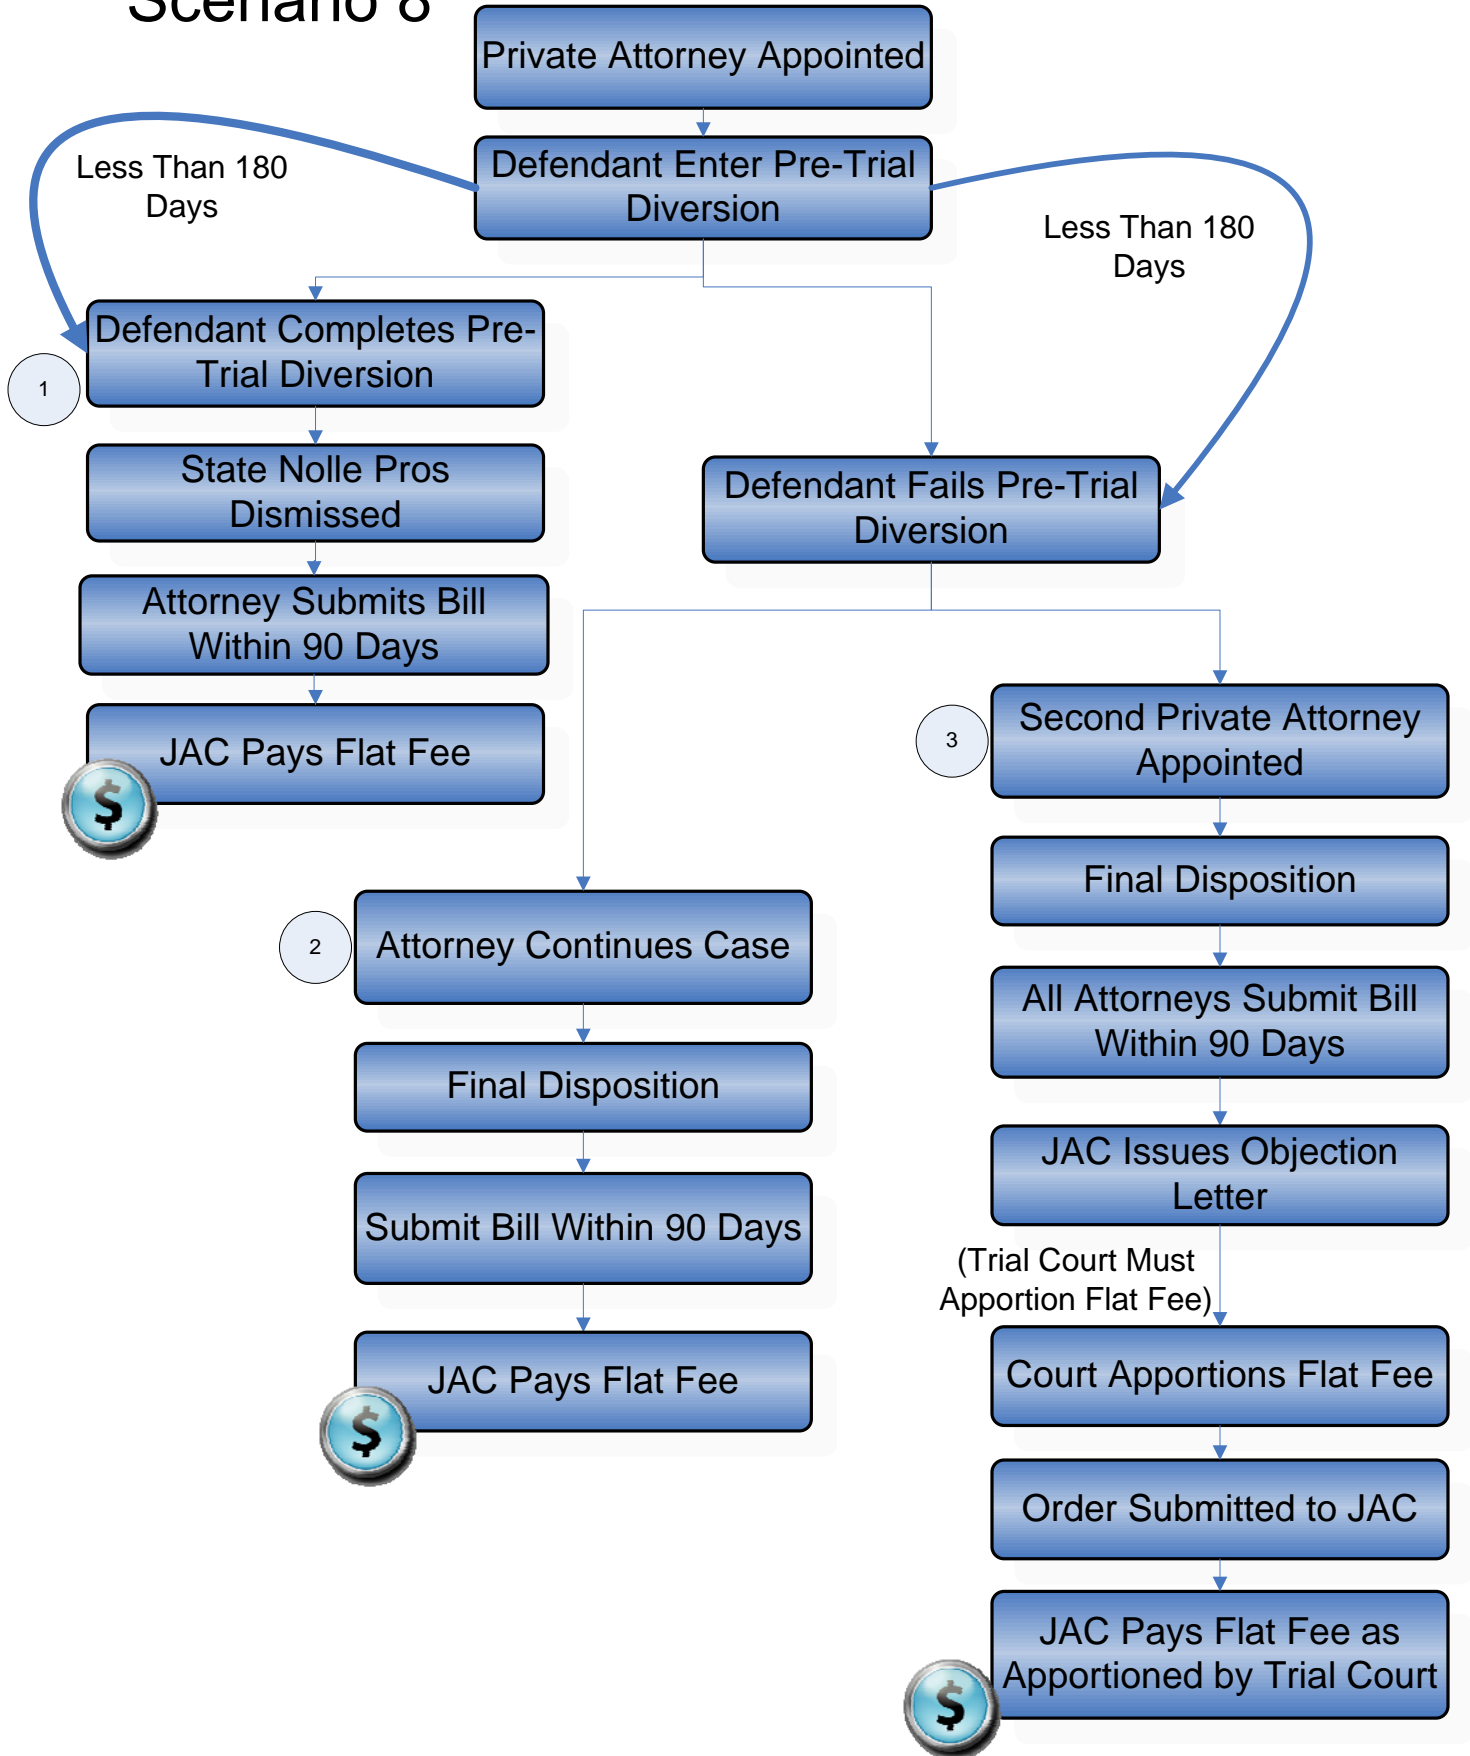 Scenario 8
Private Attorney Appointed
Defendant Enter Pre-Trial
Diversion
Less Than 180
Days
Less Than 180
Days
Defendant Completes Pre-
Trial Diversion
1
State Nolle Pros
Dismissed
Defendant Fails Pre-Trial
Diversion
Attorney Submits Bill
Within 90 Days
JAC Pays Flat Fee
$
Second Private Attorney
Appointed
3
Final Disposition
Attorney Continues Case
2
All Attorneys Submit Bill
Within 90 Days
Final Disposition
JAC Issues Objection
Letter
Submit Bill Within 90 Days
(Trial Court Must
Apportion Flat Fee)
JAC Pays Flat Fee
$
Court Apportions Flat Fee
Order Submitted to JAC
JAC Pays Flat Fee as
Apportioned by Trial Court
$